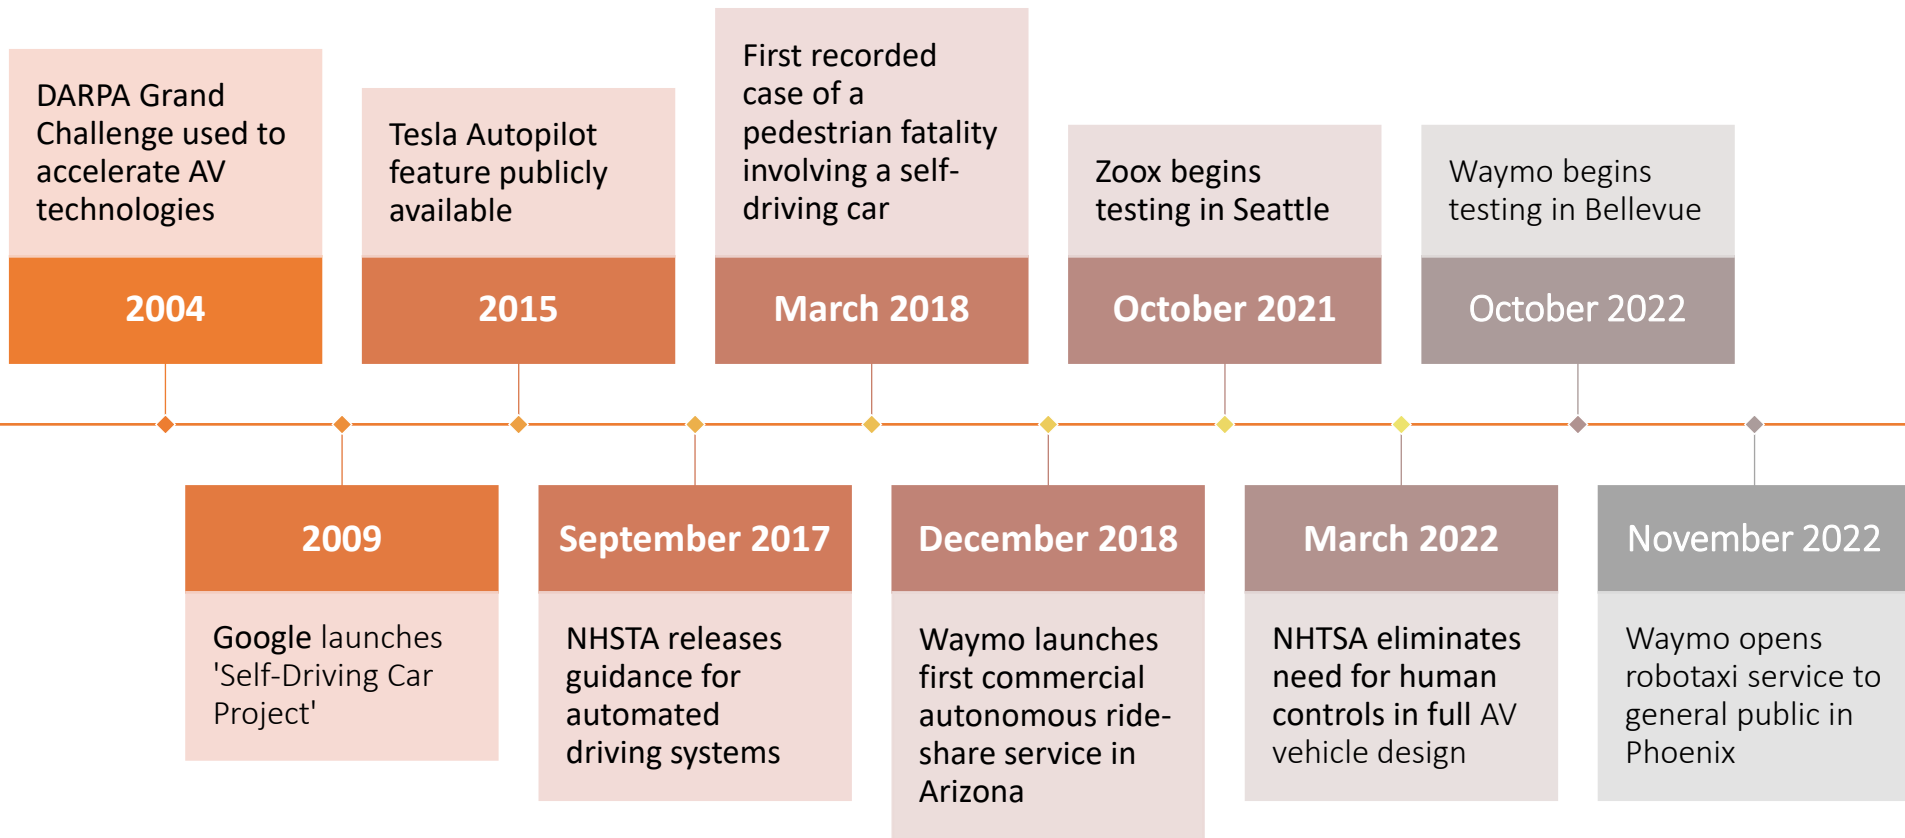 DARPA Grand
Challenge used to
accelerate AV
technologies
2004
2009
Google launches
'Self-Driving Car
Project'
Tesla Autopilot
feature publicly
available
2015
September 2017
NHSTA releases
guidance for
automated
driving systems
First recorded
case of a
pedestrian fatality
involving a self-
driving car
March 2018
December 2018
Waymo launches
first commercial
autonomous ride-
share service in
Arizona
Zoox begins
testing in Seattle
October 2021
March 2022
NHTSA eliminates
need for human
controls in full AV
vehicle design
Waymo begins
testing in Bellevue
October 2022
November 2022
Waymo opens
robotaxi service to
general public in
Phoenix